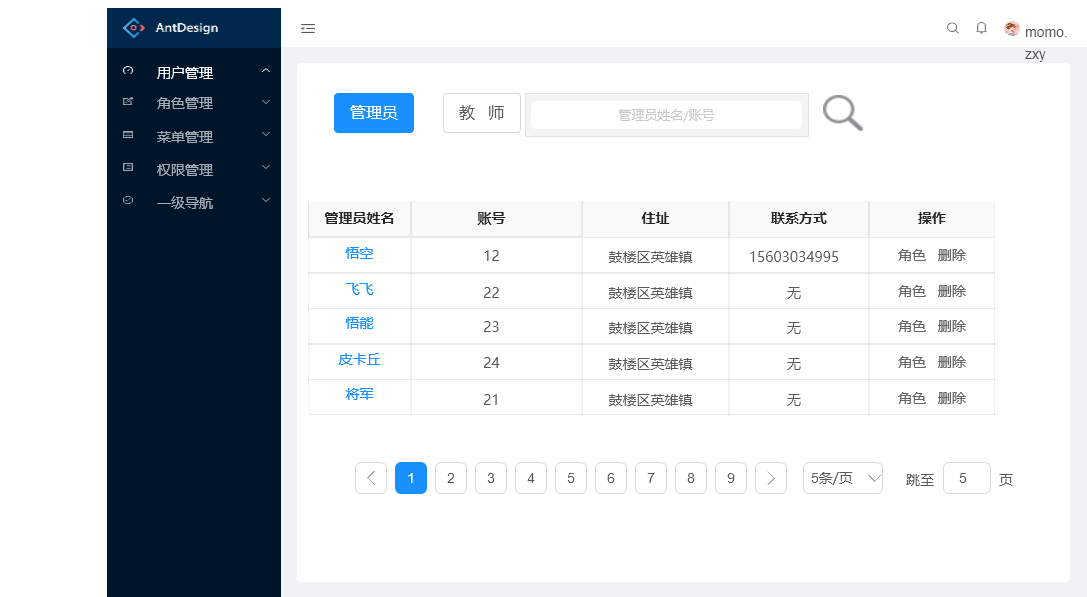 AntDesign
momo.
zxy
用户管理
角色管理
菜单管理
权限管理
一级导航
管理员 教 师 管理员姓名/账号
管理员姓名 账号 住址 联系方式 操作
悟空 12 鼓楼区英雄镇 15603034995 角色 删除
飞飞 22 鼓楼区英雄镇 无 角色 删除
悟能 23 鼓楼区英雄镇 无 角色 删除
皮卡丘 24 鼓楼区英雄镇 无 角色 删除
将军 21 鼓楼区英雄镇 无 角色 删除
1 2 3 4 5 6 7 8 9 5条/页 跳至 5 页